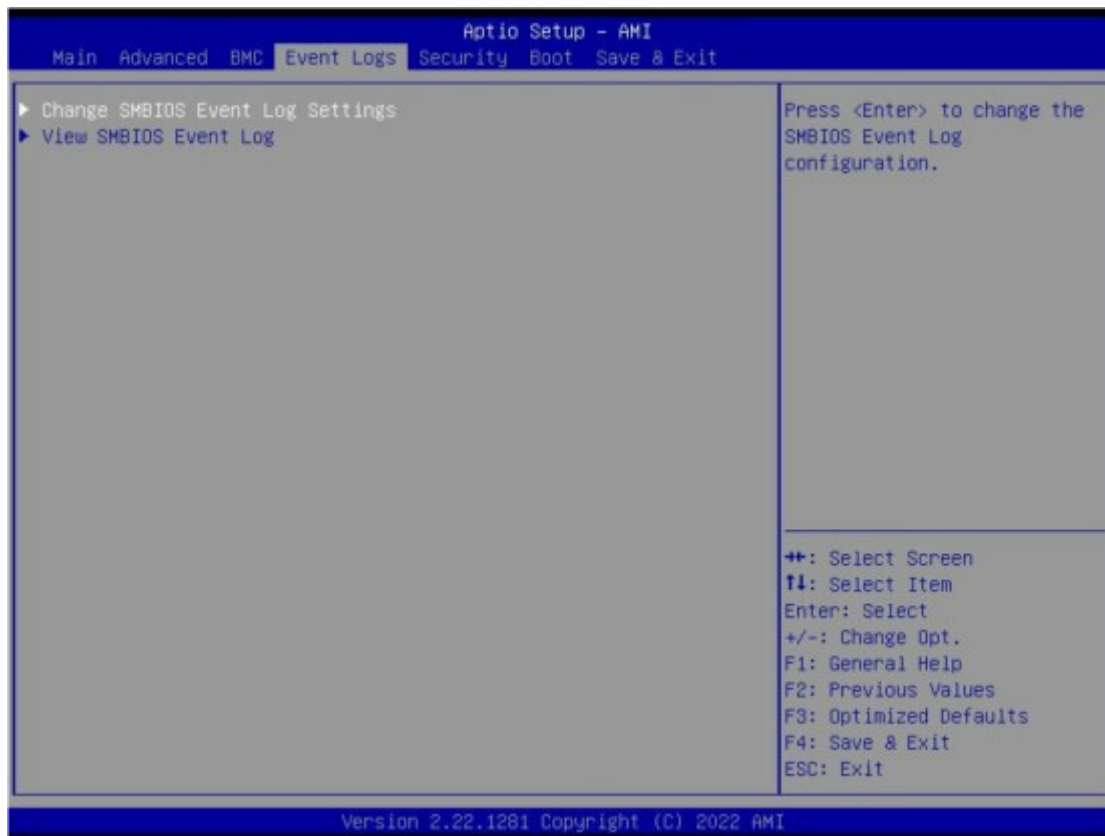 Aptio Setup - AMI
Main Advanced BMC Event Logs Security Boot Save & Exit
Change SMBIOS Event Log Settings
View SMBIOS Event Log
Press <Enter> to change the
SMBIOS Event Log
configuration.
→←: Select Screen
↑↓: Select Item
Enter: Select
+/-: Change Opt.
F1: General Help
F2: Previous Values
F3: Optimized Defaults
F4: Save & Exit
ESC: Exit
Version 2.22.1281 Copyright (C) 2022 AMI